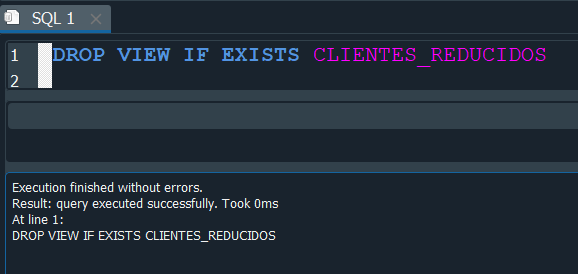 SQL 1
1 DROP VIEW IF EXISTS CLIENTES_REDUCIDOS
2
Execution finished without errors.
Result: query executed successfully. Took 0ms
At line 1:
DROP VIEW IF EXISTS CLIENTES_REDUCIDOS